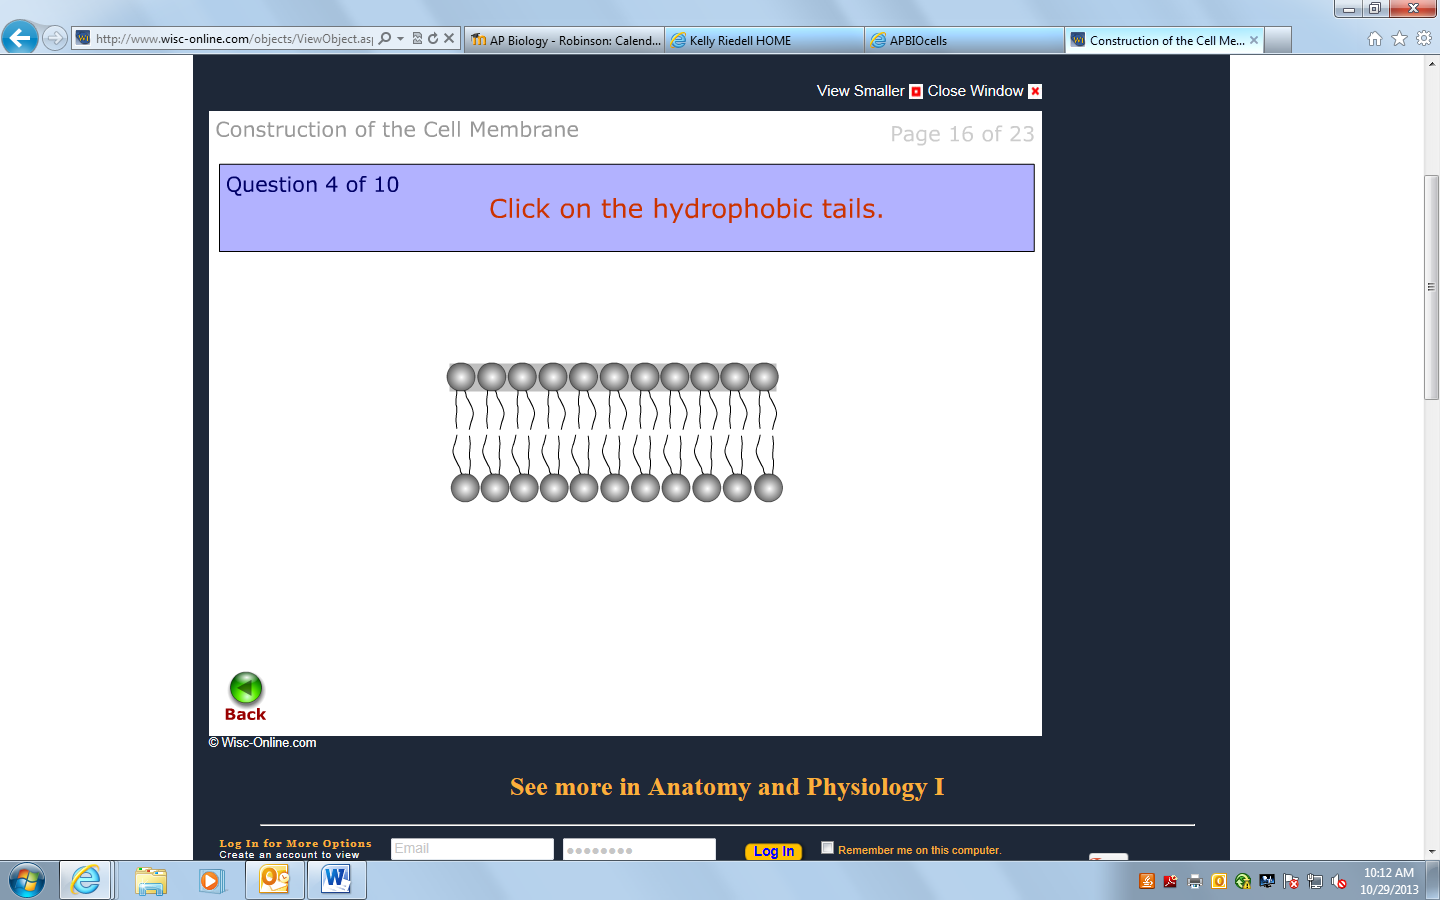 http://www.wisc-online.com/objects/ViewObject.asp
AP Biology - Robinson: Calend...
Kelly Riedell HOME
APBIOcells
Construction of the Cell Me...
View Smaller
Close Window
Construction of the Cell Membrane
Page 16 of 23
Question 4 of 10
Click on the hydrophobic tails.
Back
© Wisc-Online.com
See more in Anatomy and Physiology I
Log In for More Options
Create an account to view
Email
Log In
Remember me on this computer.
10:12 AM
10/29/2013